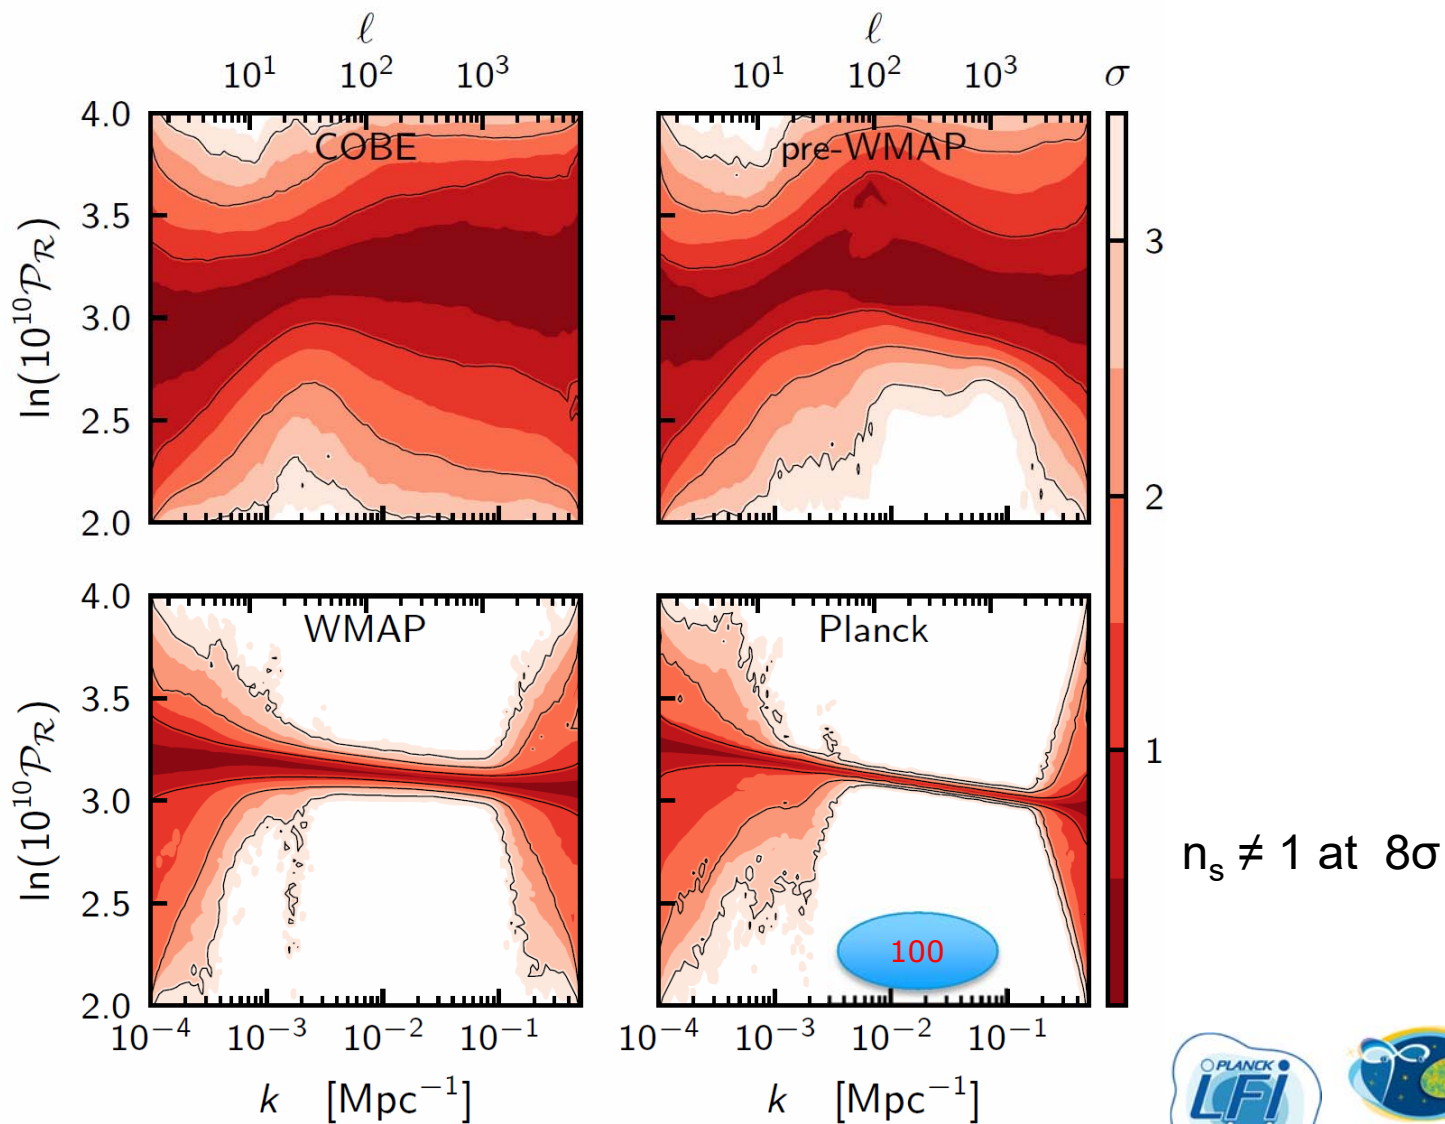 ℓ
ℓ
10¹ 10² 10³
10¹ 10² 10³ σ
4.0
3.5
3.0
2.5
2.0
ln(10¹⁰𝒫_ℛ)
COBE
pre-WMAP
3
2
1
4.0
3.5
3.0
2.5
2.0
ln(10¹⁰𝒫_ℛ)
WMAP
Planck
100
nₛ ≠ 1 at 8σ
10⁻⁴ 10⁻³ 10⁻² 10⁻¹
10⁻⁴ 10⁻³ 10⁻² 10⁻¹
k [Mpc⁻¹]
k [Mpc⁻¹]
PLANCK
LFI